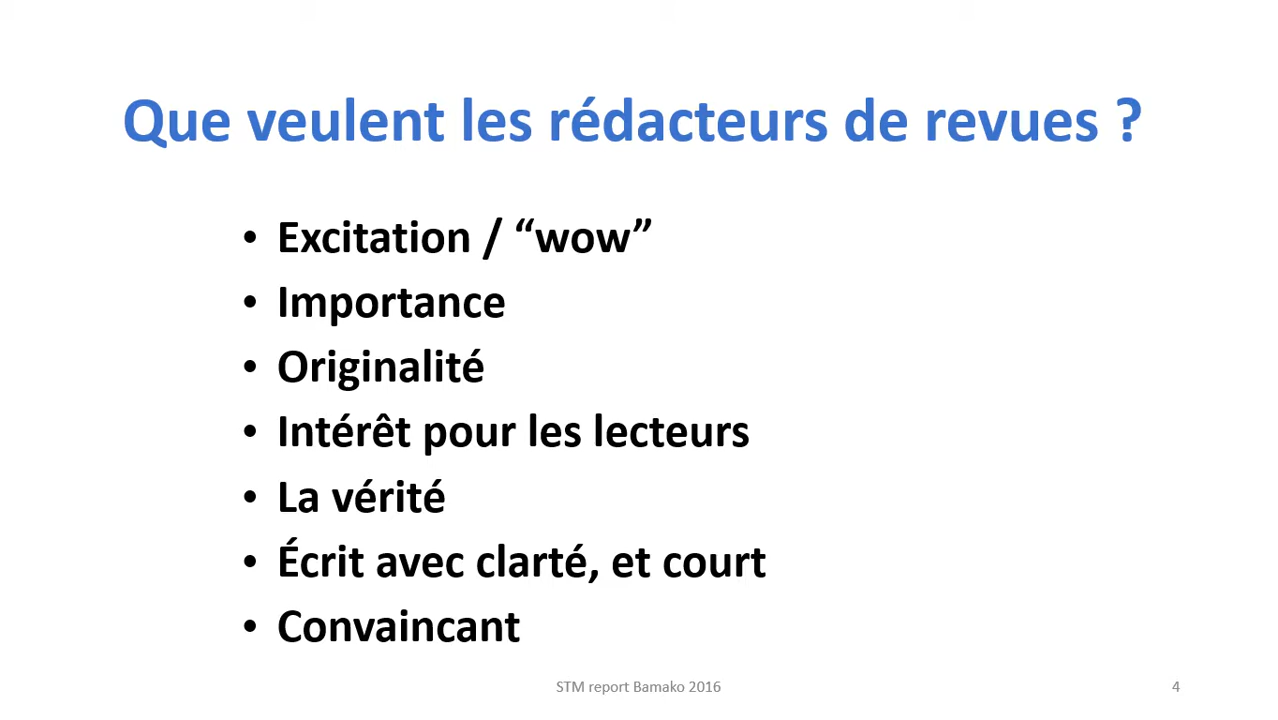 Que veulent les rédacteurs de revues ?
• Excitation / “wow”
• Importance
• Originalité
• Intérêt pour les lecteurs
• La vérité
• Écrit avec clarté, et court
• Convaincant
STM report Bamako 2016
4